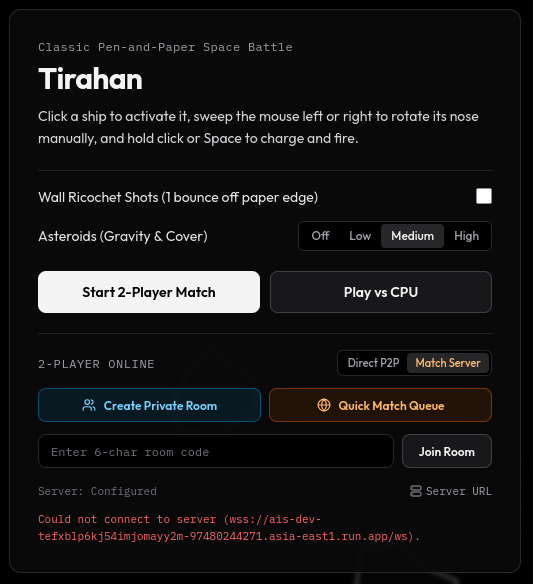 Classic Pen-and-Paper Space Battle
Tirahan
Click a ship to activate it, sweep the mouse left or right to rotate its nose
manually, and hold click or Space to charge and fire.
Wall Ricochet Shots (1 bounce off paper edge)
Asteroids (Gravity & Cover)
Off
Low
Medium
High
Start 2-Player Match
Play vs CPU
2-PLAYER ONLINE
Direct P2P
Match Server
Create Private Room
Quick Match Queue
Enter 6-char room code
Join Room
Server: Configured
Server URL
Could not connect to server (wss://ais-dev-
tefxblp6kj54imjomayy2m-97480244271.asia-east1.run.app/ws).